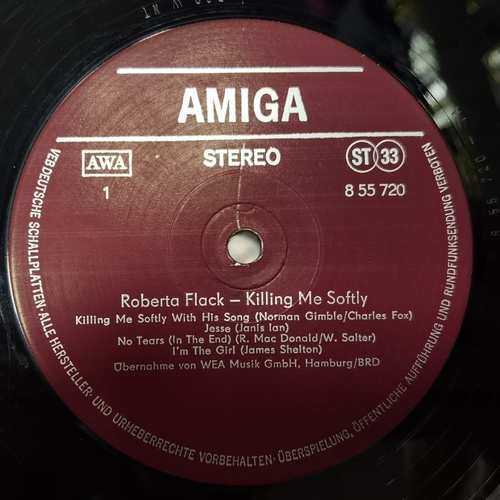 AMIGA
AWA
STEREO
ST 33
1
8 55 720
Roberta Flack – Killing Me Softly
Killing Me Softly With His Song (Norman Gimble/Charles Fox)
Jesse (Janis Ian)
No Tears (In The End) (R. Mac Donald/W. Salter)
I'm The Girl (James Shelton)
Übernahme von WEA Musik GmbH, Hamburg/BRD
VEB DEUTSCHE SCHALLPLATTEN·ALLE HERSTELLER- UND URHEBERRECHTE VORBEHALTEN·ÜBERSPIELUNG, ÖFFENTLICHE AUFFÜHRUNG UND RUNDFUNKSENDUNG VERBOTEN